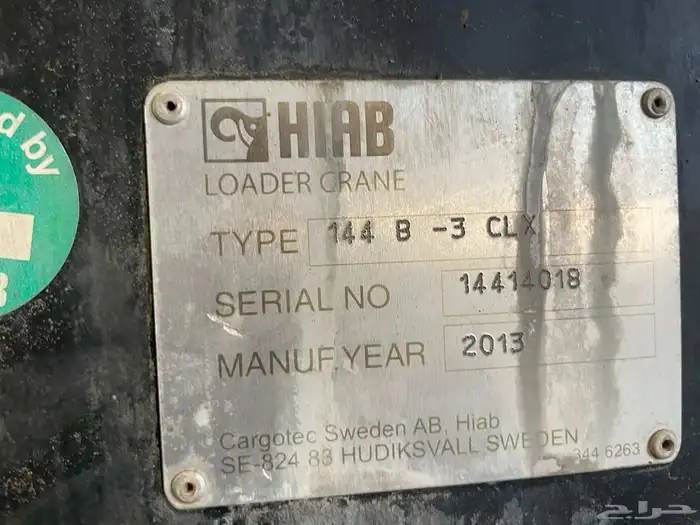 d by
HIAB
LOADER CRANE
TYPE 144 B -3 CLX
SERIAL NO 14414018
MANUF.YEAR 2013
Cargotec Sweden AB, Hiab
SE-824 83 HUDIKSVALL SWEDEN
344 6263
حراج